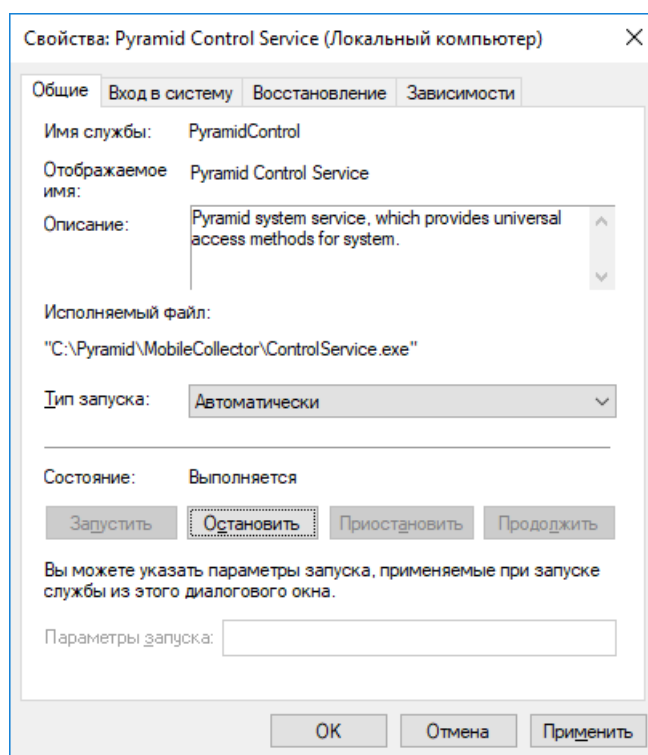 Свойства: Pyramid Control Service (Локальный компьютер)
Общие Вход в систему Восстановление Зависимости
Имя службы: PyramidControl
Отображаемое имя: Pyramid Control Service
Описание: Pyramid system service, which provides universal
access methods for system.
Исполняемый файл:
"C:\Pyramid\MobileCollector\ControlService.exe"
Тип запуска: Автоматически
Состояние: Выполняется
Запустить Остановить Приостановить Продолжить
Вы можете указать параметры запуска, применяемые при запуске
службы из этого диалогового окна.
Параметры запуска:
OK Отмена Применить